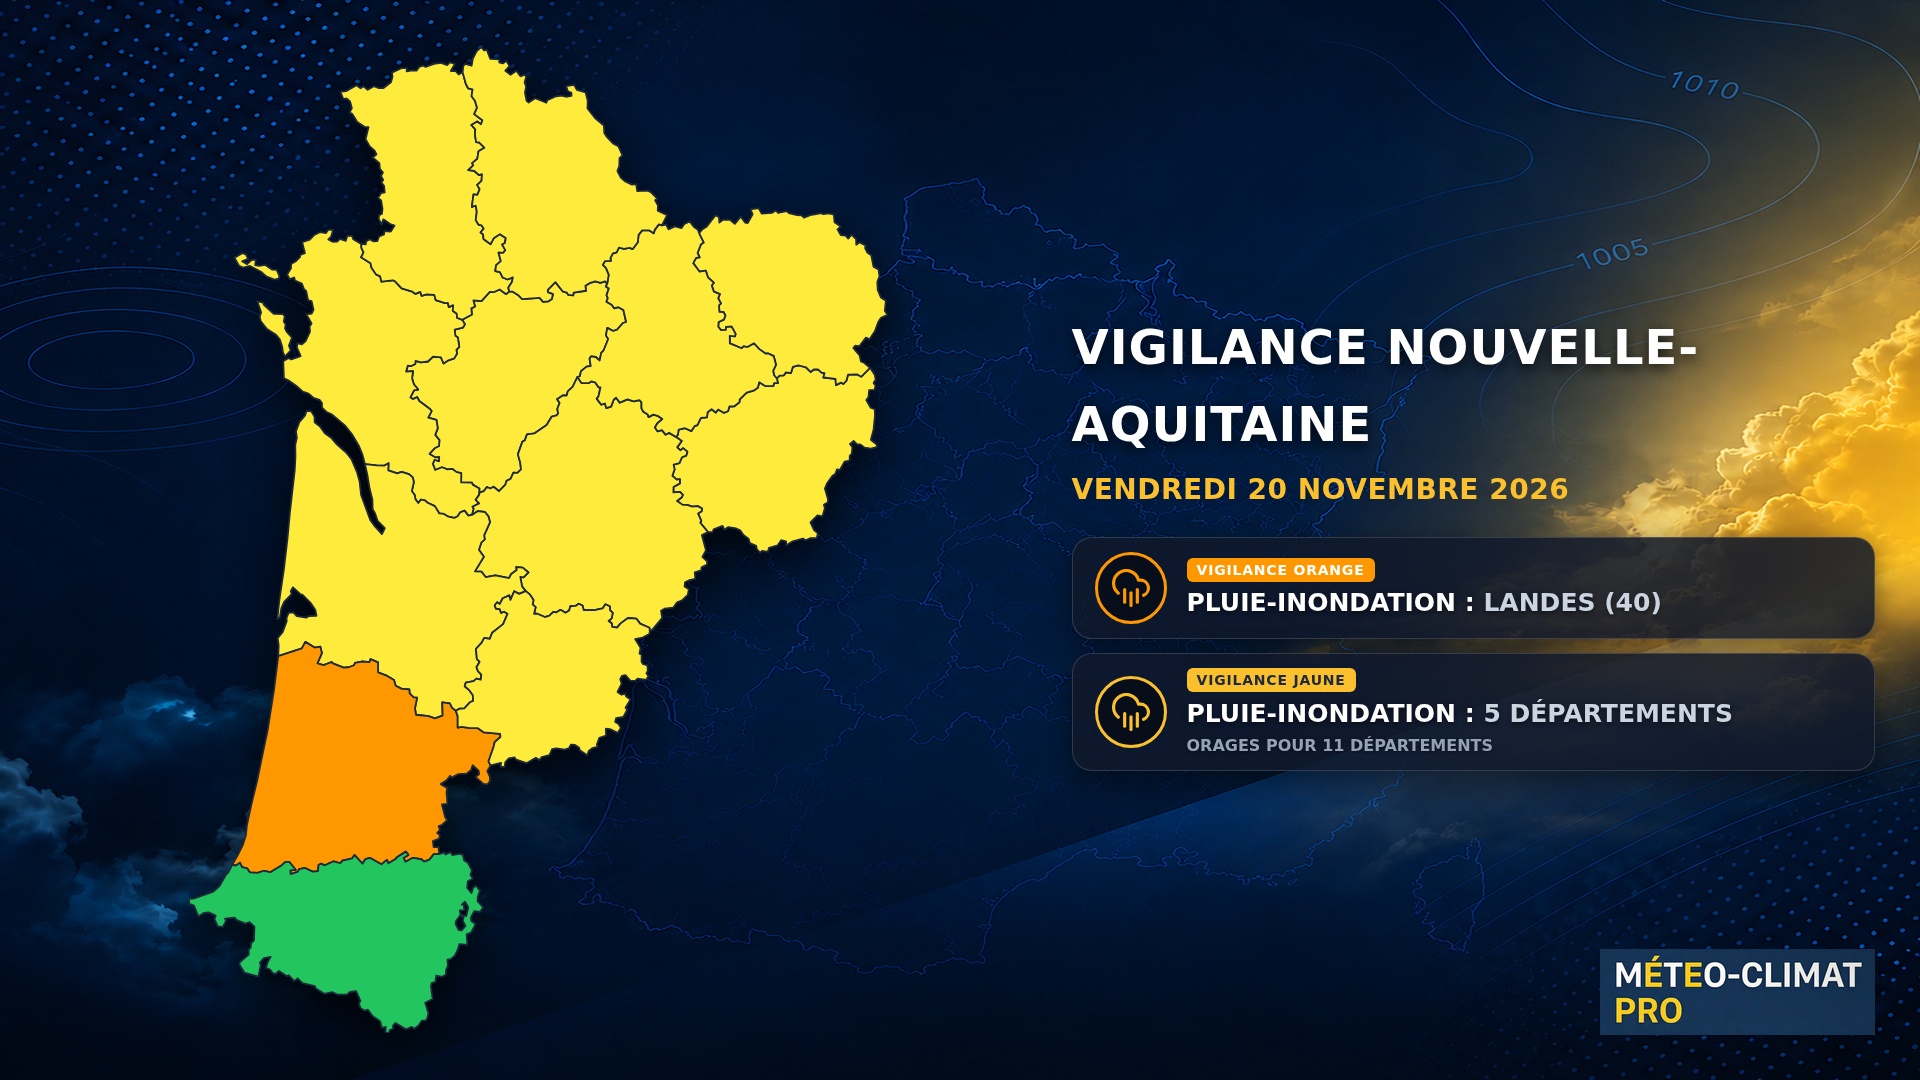 1010
1005
VIGILANCE NOUVELLE-
AQUITAINE
VENDREDI 20 NOVEMBRE 2026
VIGILANCE ORANGE
PLUIE-INONDATION : LANDES (40)
VIGILANCE JAUNE
PLUIE-INONDATION : 5 DÉPARTEMENTS
ORAGES POUR 11 DÉPARTEMENTS
MÉTEO-CLIMAT
PRO